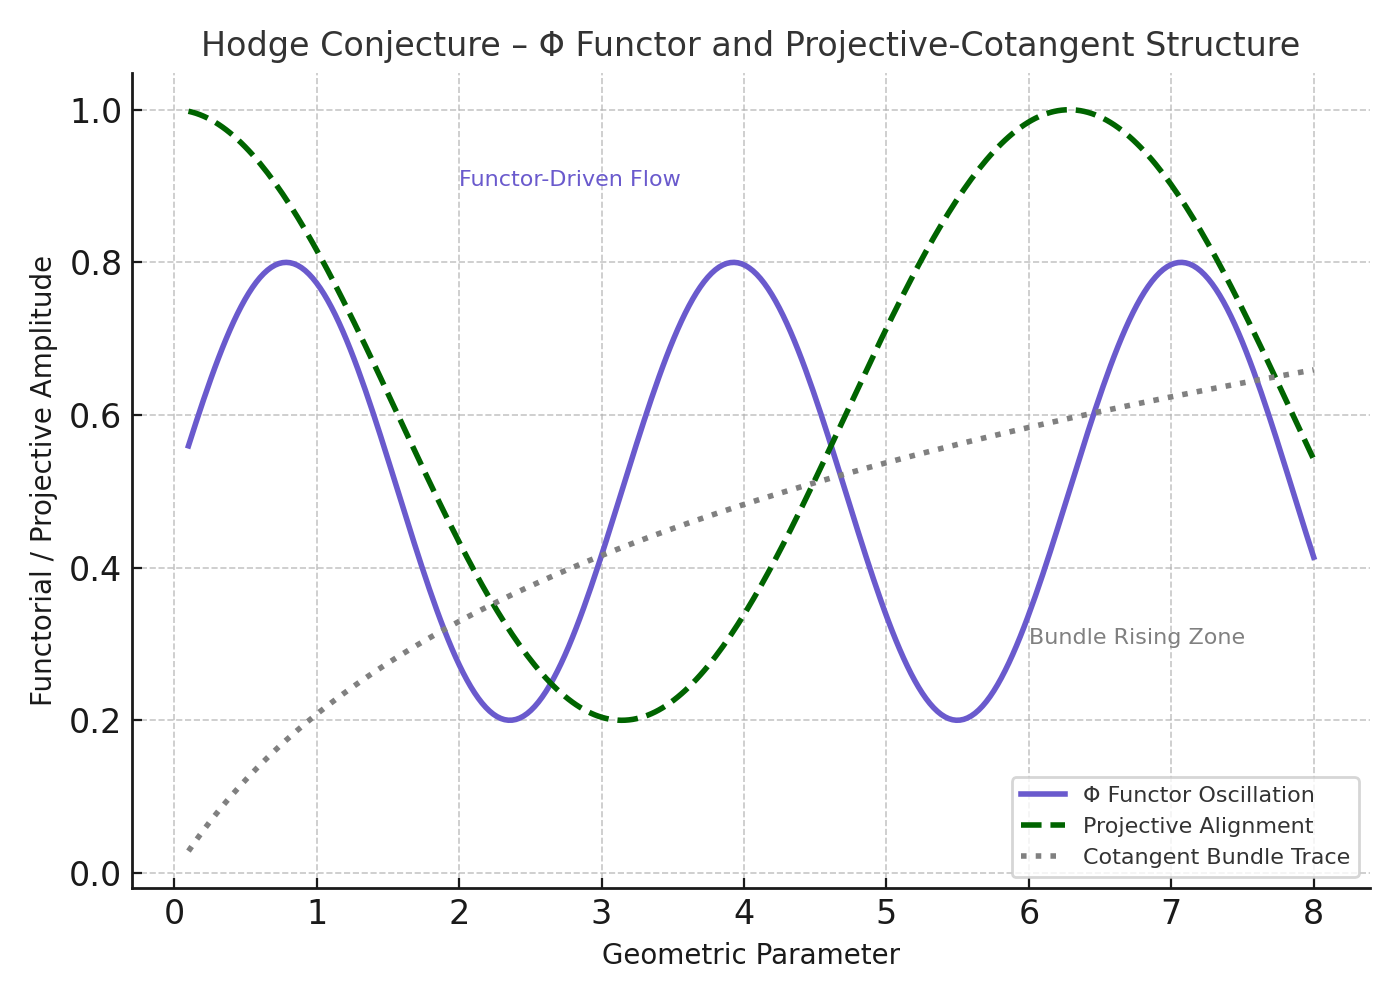 Hodge Conjecture – Φ Functor and Projective-Cotangent Structure
Functorial / Projective Amplitude
1.0
0.8
0.6
0.4
0.2
0.0
Functor-Driven Flow
Bundle Rising Zone
Φ Functor Oscillation
Projective Alignment
Cotangent Bundle Trace
0 1 2 3 4 5 6 7 8
Geometric Parameter